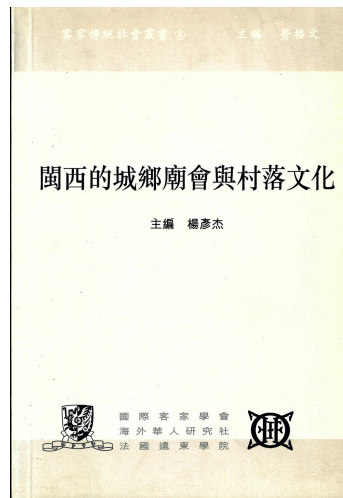 客家傳統社會叢書④ 主編 勞格文
閩西的城鄉廟會與村落文化
主編 楊彥杰
國際客家學會
海外華人研究社
法國遠東學院